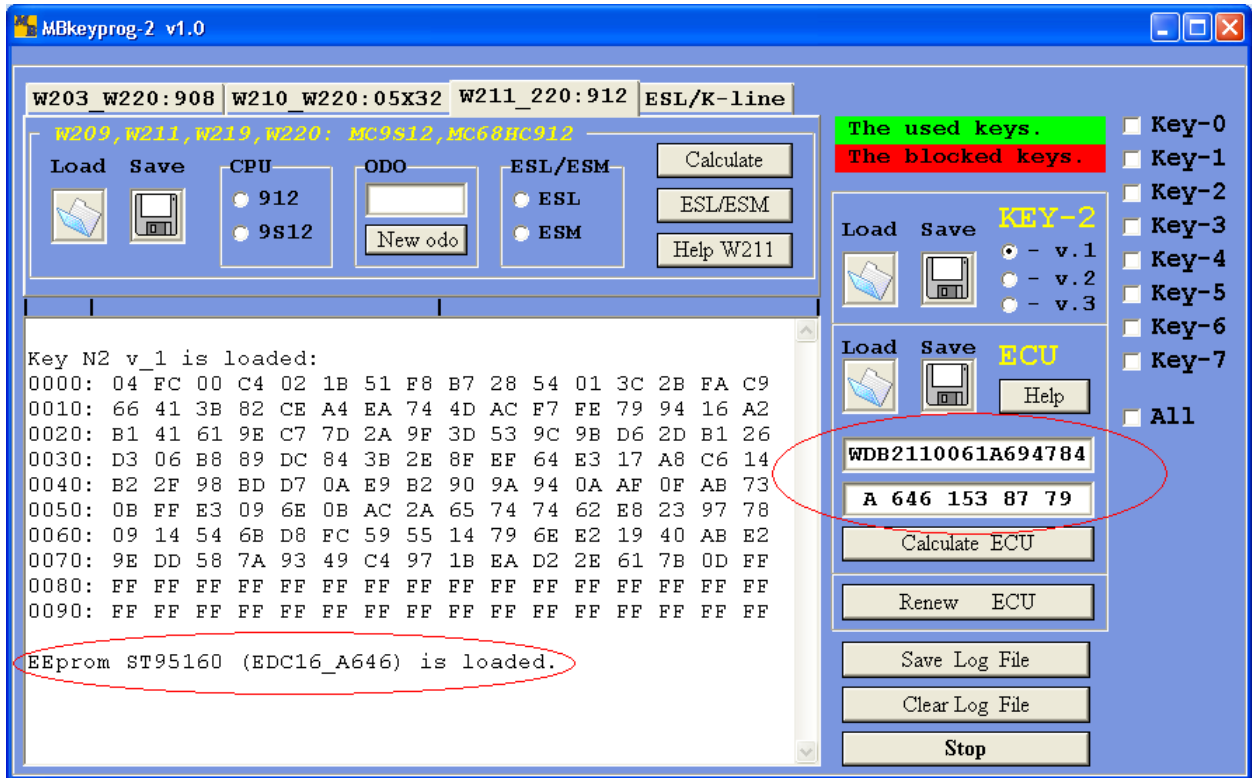 MBkeyprog-2 v1.0
W203_W220:908 W210_W220:05X32 W211_220:912 ESL/K-line
W209,W211,W219,W220: MC9S12,MC68HC912
Load Save
CPU
912
9S12
ODO
New odo
ESL/ESM
ESL
ESM
Calculate
ESL/ESM
Help W211
Key N2 v_1 is loaded:
0000: 04 FC 00 C4 02 1B 51 F8 B7 28 54 01 3C 2B FA C9
0010: 66 41 3B 82 CE A4 EA 74 4D AC F7 FE 79 94 16 A2
0020: B1 41 61 9E C7 7D 2A 9F 3D 53 9C 9B D6 2D B1 26
0030: D3 06 B8 89 DC 84 3B 2E 8F EF 64 E3 17 A8 C6 14
0040: B2 2F 98 BD D7 0A E9 B2 90 9A 94 0A AF 0F AB 73
0050: 0B FF E3 09 6E 0B AC 2A 65 74 74 62 E8 23 97 78
0060: 09 14 54 6B D8 FC 59 55 14 79 6E E2 19 40 AB E2
0070: 9E DD 58 7A 93 49 C4 97 1B EA D2 2E 61 7B 0D FF
0080: FF FF FF FF FF FF FF FF FF FF FF FF FF FF FF FF
0090: FF FF FF FF FF FF FF FF FF FF FF FF FF FF FF FF
EEprom ST95160 (EDC16_A646) is loaded.
The used keys.
The blocked keys.
Load Save KEY-2
- v.1
- v.2
- v.3
Load Save ECU
Help
WDB2110061A694784
A 646 153 87 79
Calculate ECU
Renew ECU
Save Log File
Clear Log File
Stop
Key-0
Key-1
Key-2
Key-3
Key-4
Key-5
Key-6
Key-7
All